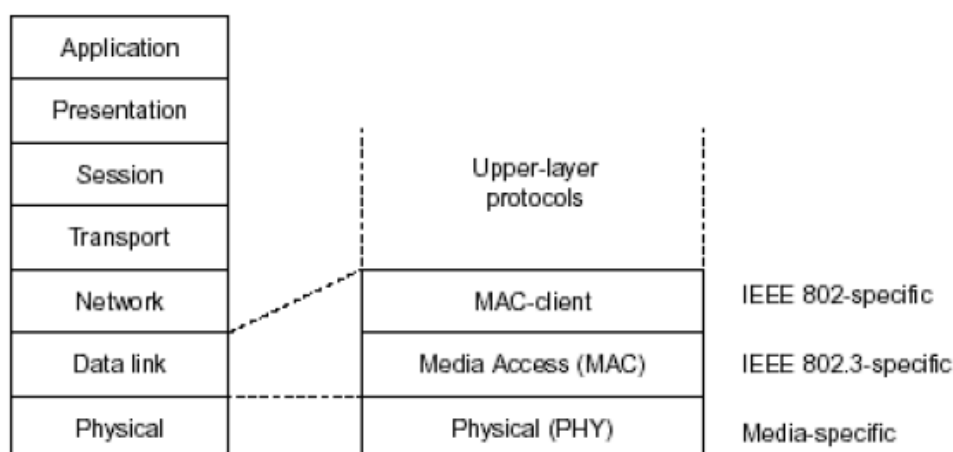 Application
Presentation
Session
Transport
Network
Data link
Physical
Upper-layer
protocols
MAC-client
Media Access (MAC)
Physical (PHY)
IEEE 802-specific
IEEE 802.3-specific
Media-specific